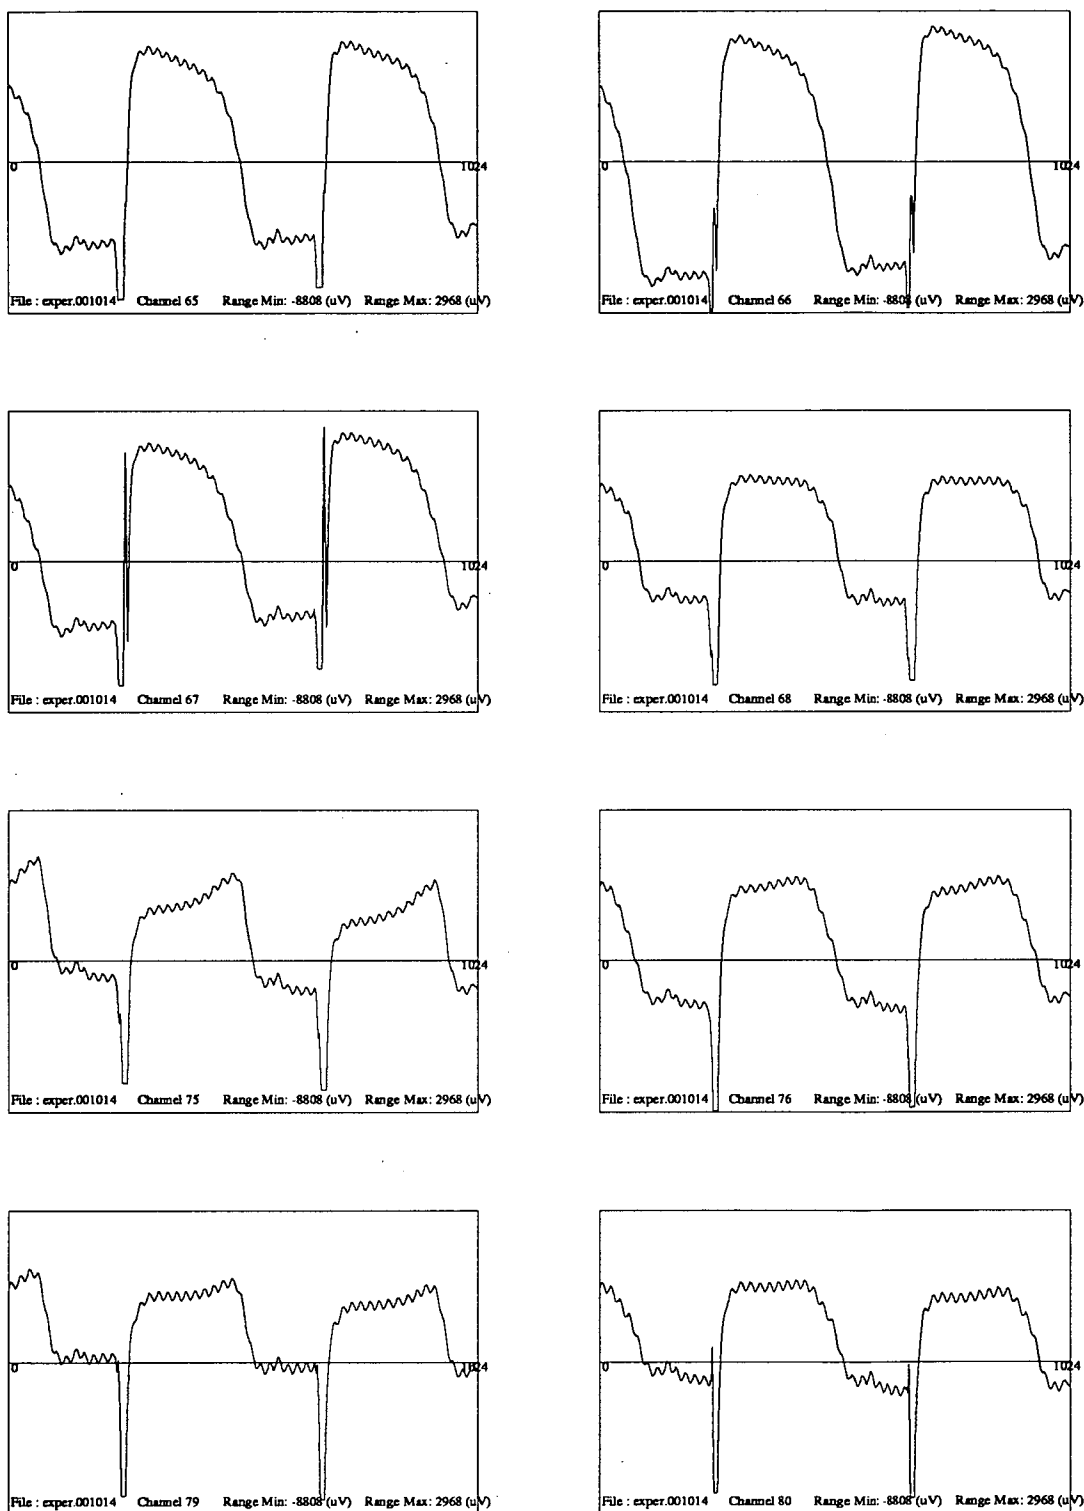 0 1024
File : exper.001014 Channel 65 Range Min: -8808 (uV) Range Max: 2968 (uV)
0 1024
File : exper.001014 Channel 66 Range Min: -8808 (uV) Range Max: 2968 (uV)
0 1024
File : exper.001014 Channel 67 Range Min: -8808 (uV) Range Max: 2968 (uV)
0 1024
File : exper.001014 Channel 68 Range Min: -8808 (uV) Range Max: 2968 (uV)
0 1024
File : exper.001014 Channel 75 Range Min: -8808 (uV) Range Max: 2968 (uV)
0 1024
File : exper.001014 Channel 76 Range Min: -8808 (uV) Range Max: 2968 (uV)
0 1024
File : exper.001014 Channel 79 Range Min: -8808 (uV) Range Max: 2968 (uV)
0 1024
File : exper.001014 Channel 80 Range Min: -8808 (uV) Range Max: 2968 (uV)